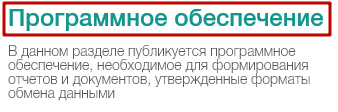 Программное обеспечение
В данном разделе публикуется программное
обеспечение, необходимое для формирования
отчетов и документов, утвержденные форматы
обмена данными